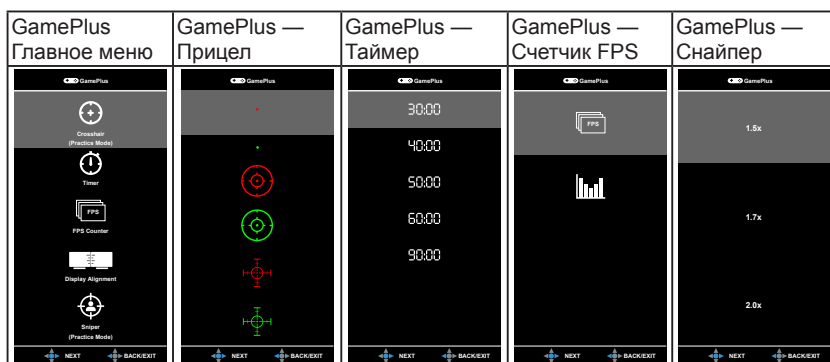 GamePlus
Главное меню
GamePlus —
Прицел
GamePlus —
Таймер
GamePlus —
Счетчик FPS
GamePlus —
Снайпер
GamePlus
Crosshair
(Practice Mode)
Timer
FPS
FPS Counter
Display Alignment
Sniper
(Practice Mode)
NEXT BACK/EXIT
GamePlus
NEXT BACK/EXIT
GamePlus
30:00
40:00
50:00
60:00
90:00
NEXT BACK/EXIT
GamePlus
FPS
NEXT BACK/EXIT
GamePlus
1.5x
1.7x
2.0x
NEXT BACK/EXIT